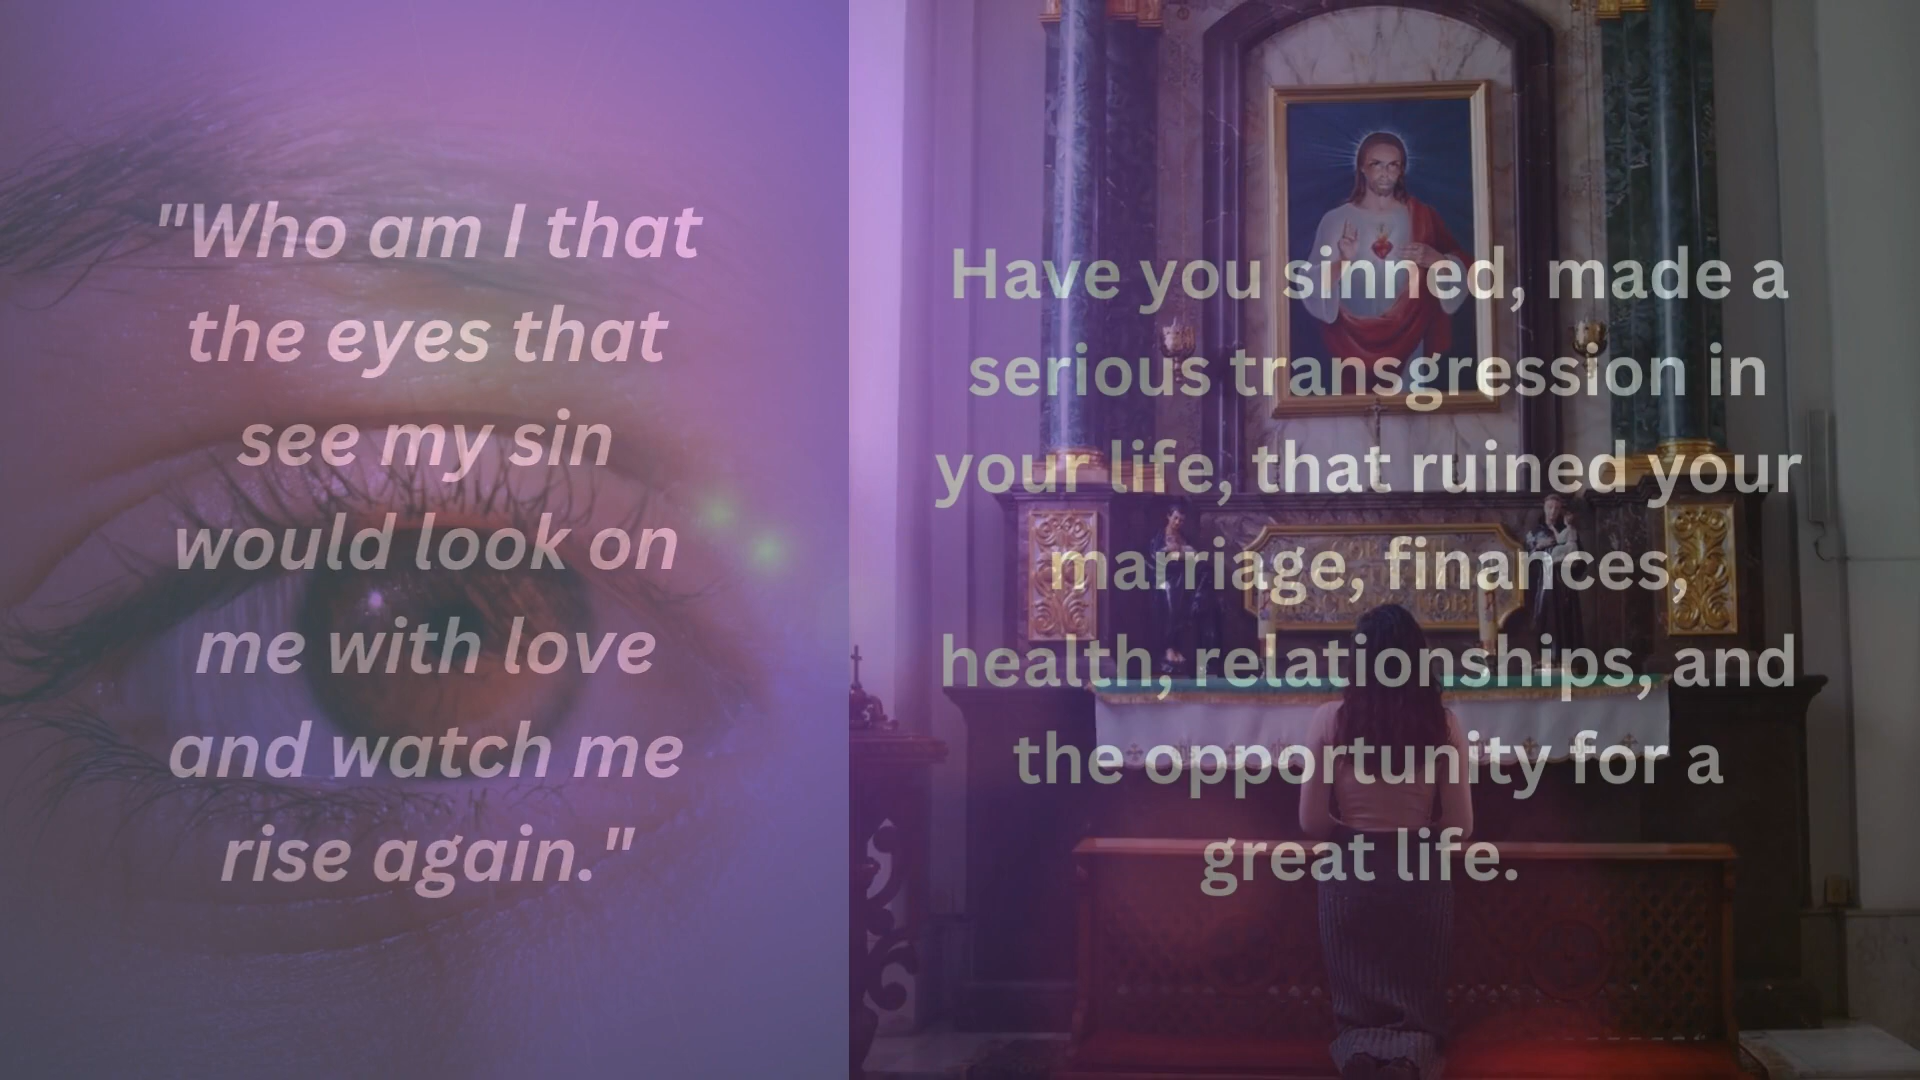 "Who am I that
the eyes that
see my sin
would look on
me with love
and watch me
rise again."
Have you sinned, made a
serious transgression in
your life, that ruined your
marriage, finances,
health, relationships, and
the opportunity for a
great life.